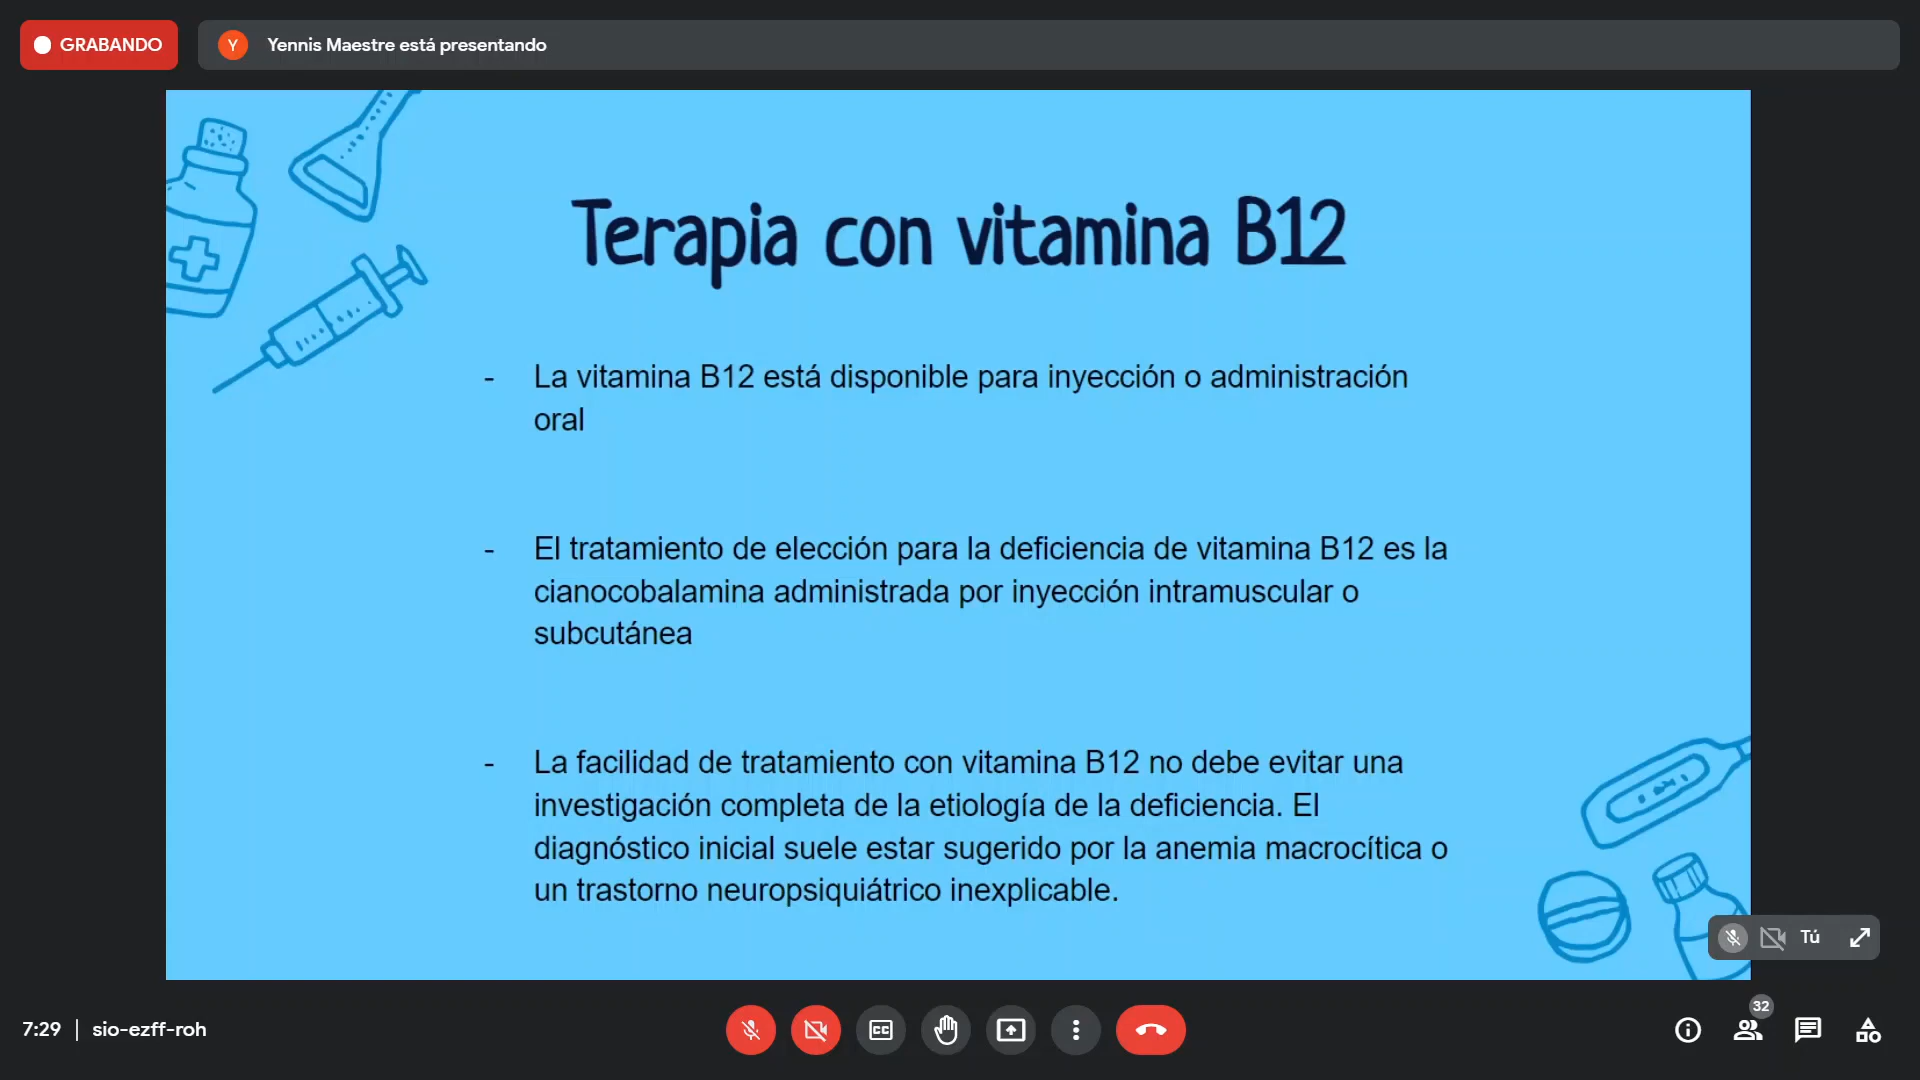 GRABANDO
Y
Yennis Maestre está presentando
Terapia con vitamina B12
- La vitamina B12 está disponible para inyección o administración
oral
- El tratamiento de elección para la deficiencia de vitamina B12 es la
cianocobalamina administrada por inyección intramuscular o
subcutánea
- La facilidad de tratamiento con vitamina B12 no debe evitar una
investigación completa de la etiología de la deficiencia. El
diagnóstico inicial suele estar sugerido por la anemia macrocítica o
un trastorno neuropsiquiátrico inexplicable.
Tú
7:29 | sio-ezff-roh
CC
32